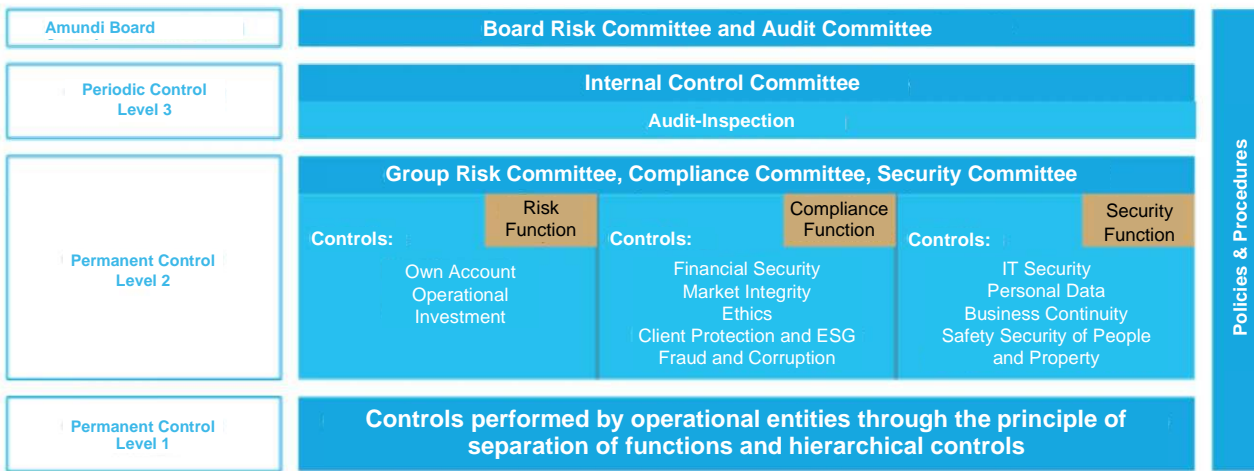 Amundi Board
Board Risk Committee and Audit Committee
Periodic Control
Level 3
Internal Control Committee
Audit-Inspection
Permanent Control
Level 2
Group Risk Committee, Compliance Committee, Security Committee
Risk
Function
Controls:
Own Account
Operational
Investment
Compliance
Function
Controls:
Financial Security
Market Integrity
Ethics
Client Protection and ESG
Fraud and Corruption
Security
Function
Controls:
IT Security
Personal Data
Business Continuity
Safety Security of People
and Property
Permanent Control
Level 1
Controls performed by operational entities through the principle of
separation of functions and hierarchical controls
Policies & Procedures